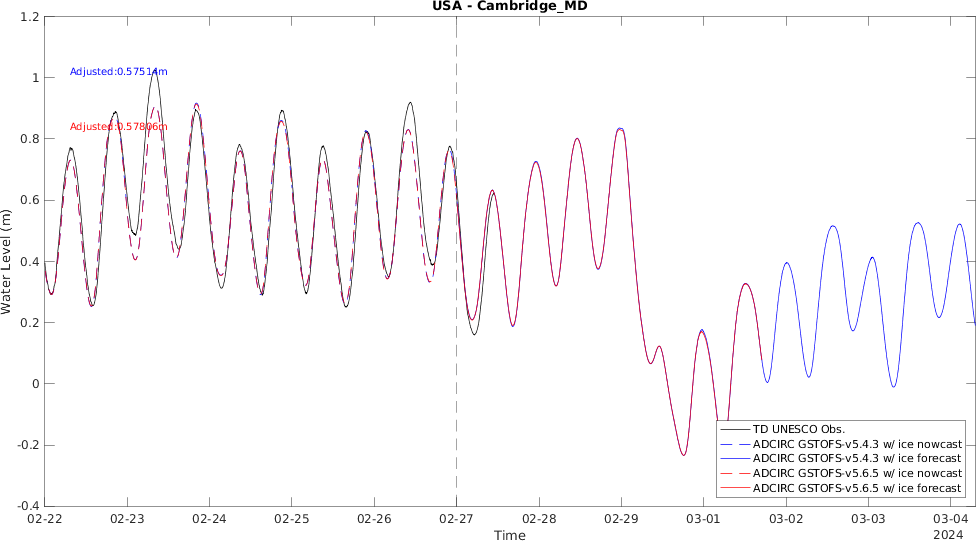 USA - Cambridge_MD
1.2
1
0.8
0.6
0.4
0.2
0
-0.2
-0.4
Water Level (m)
Adjusted:0.57514m
Adjusted:0.57806m
TD UNESCO Obs.
ADCIRC GSTOFS-v5.4.3 w/ ice nowcast
ADCIRC GSTOFS-v5.4.3 w/ ice forecast
ADCIRC GSTOFS-v5.6.5 w/ ice nowcast
ADCIRC GSTOFS-v5.6.5 w/ ice forecast
02-22 02-23 02-24 02-25 02-26 02-27 02-28 02-29 03-01 03-02 03-03 03-04
2024
Time